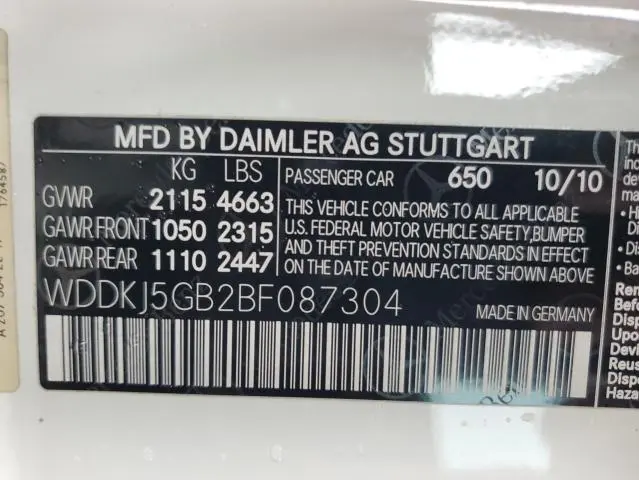 MFD BY DAIMLER AG STUTTGART
KG LBS
GVWR 2115 4663
GAWR FRONT 1050 2315
GAWR REAR 1110 2447
PASSENGER CAR 650 10/10
THIS VEHICLE CONFORMS TO ALL APPLICABLE
U.S. FEDERAL MOTOR VEHICLE SAFETY,BUMPER
AND THEFT PREVENTION STANDARDS IN EFFECT
ON THE DATE OF MANUFACTURE SHOWN ABOVE.
WDDKJ5GB2BF087304
MADE IN GERMANY